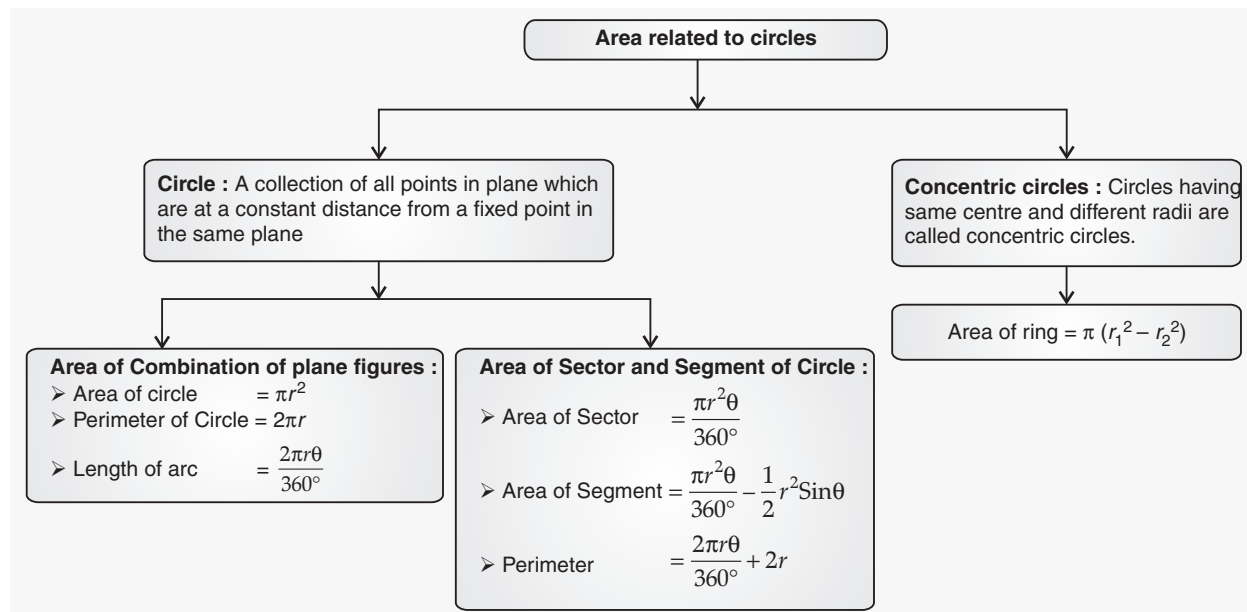 Area related to circles
Circle : A collection of all points in plane which
are at a constant distance from a fixed point in
the same plane
Concentric circles : Circles having
same centre and different radii are
called concentric circles.
Area of ring = π (r₁² – r₂²)
Area of Combination of plane figures :
➢ Area of circle = πr²
➢ Perimeter of Circle = 2πr
➢ Length of arc = 2πrθ/360°
Area of Sector and Segment of Circle :
➢ Area of Sector = πr²θ/360°
➢ Area of Segment = πr²θ/360° – 1/2 r²Sinθ
➢ Perimeter = 2πrθ/360° + 2r